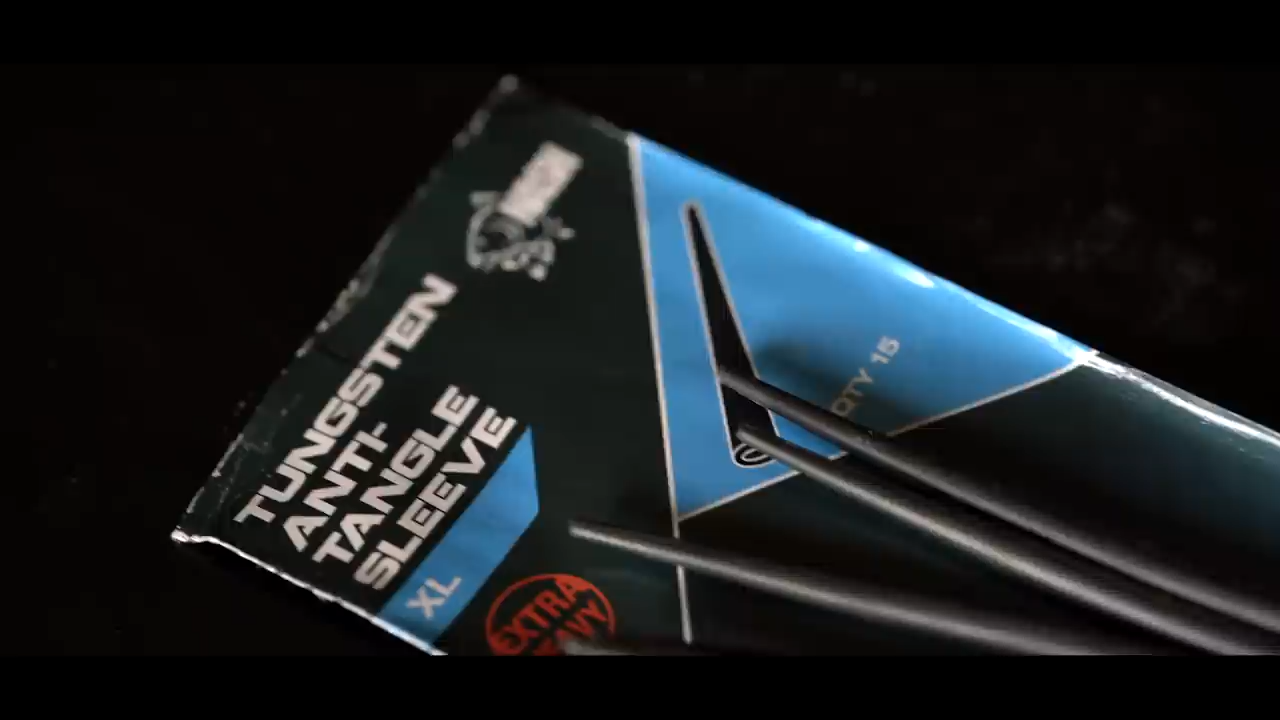 TUNGSTEN
ANTI-
TANGLE
SLEEVE
XL
EXTRA
QTY 15